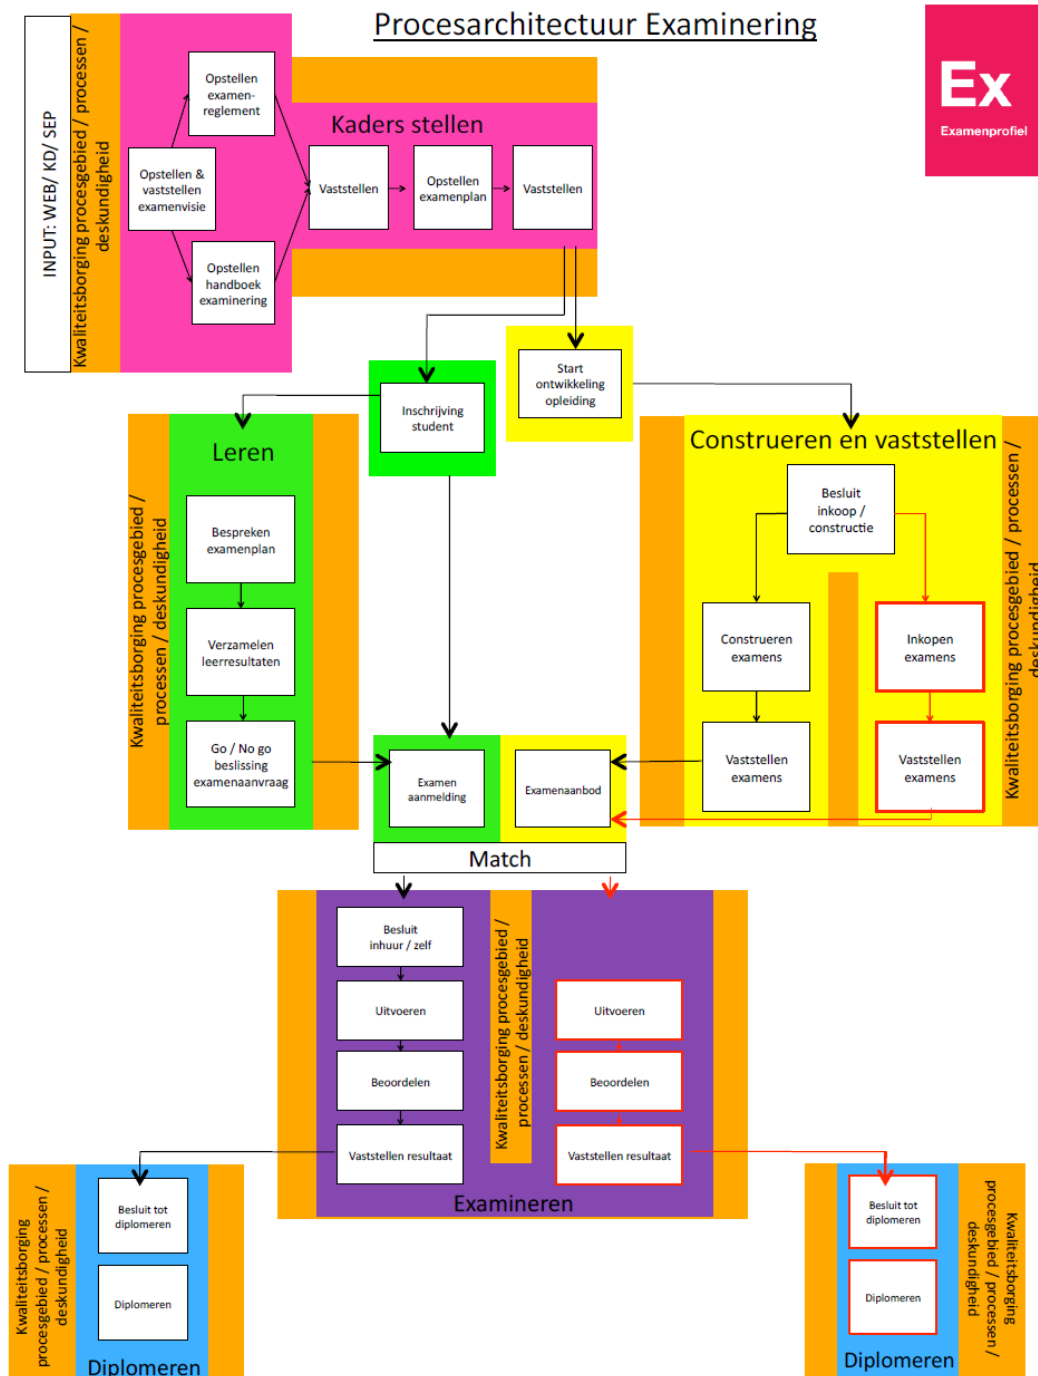 Procesarchitectuur Examinering
Ex
Examenprofiel
INPUT: WEB/ KD/ SEP
Kwaliteitsborging procesgebied / processen /
deskundigheid
Opstellen
examen-
reglement
Kaders stellen
Opstellen &
vaststellen
examenvisie
Vaststellen
Opstellen
examenplan
Vaststellen
Opstellen
handboek
examinering
Start
ontwikkeling
opleiding
Inschrijving
student
Leren
Kwaliteitsborging procesgebied /
processen / deskundigheid
Bespreken
examenplan
Verzamelen
leerresultaten
Go / No go
beslissing
examenaanvraag
Construeren en vaststellen
Kwaliteitsborging procesgebied / processen /
deskundigheid
Besluit
inkoop /
constructie
Construeren
examens
Inkopen
examens
Vaststellen
examens
Vaststellen
examens
Examen
aanmelding
Examenaanbod
Match
Besluit
inhuur / zelf
Uitvoeren
Beoordelen
Vaststellen resultaat
Kwaliteitsborging procesgebied /
processen / deskundigheid
Uitvoeren
Beoordelen
Vaststellen resultaat
Examineren
Kwaliteitsborging
procesgebied / processen /
deskundigheid
Besluit tot
diplomeren
Diplomeren
Diplomeren
Besluit tot
diplomeren
Diplomeren
Diplomeren
Kwaliteitsborging
procesgebied / processen /
deskundigheid